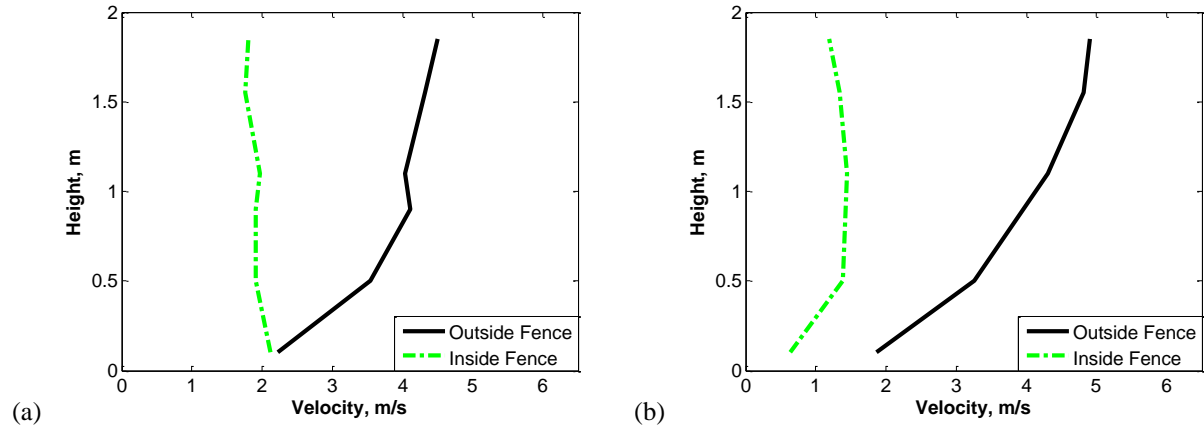 2
1.5
1
0.5
0
Height, m
0 1 2 3 4 5 6
Velocity, m/s
Outside Fence
Inside Fence
(a)
2
1.5
1
0.5
0
Height, m
0 1 2 3 4 5 6
Velocity, m/s
Outside Fence
Inside Fence
(b)